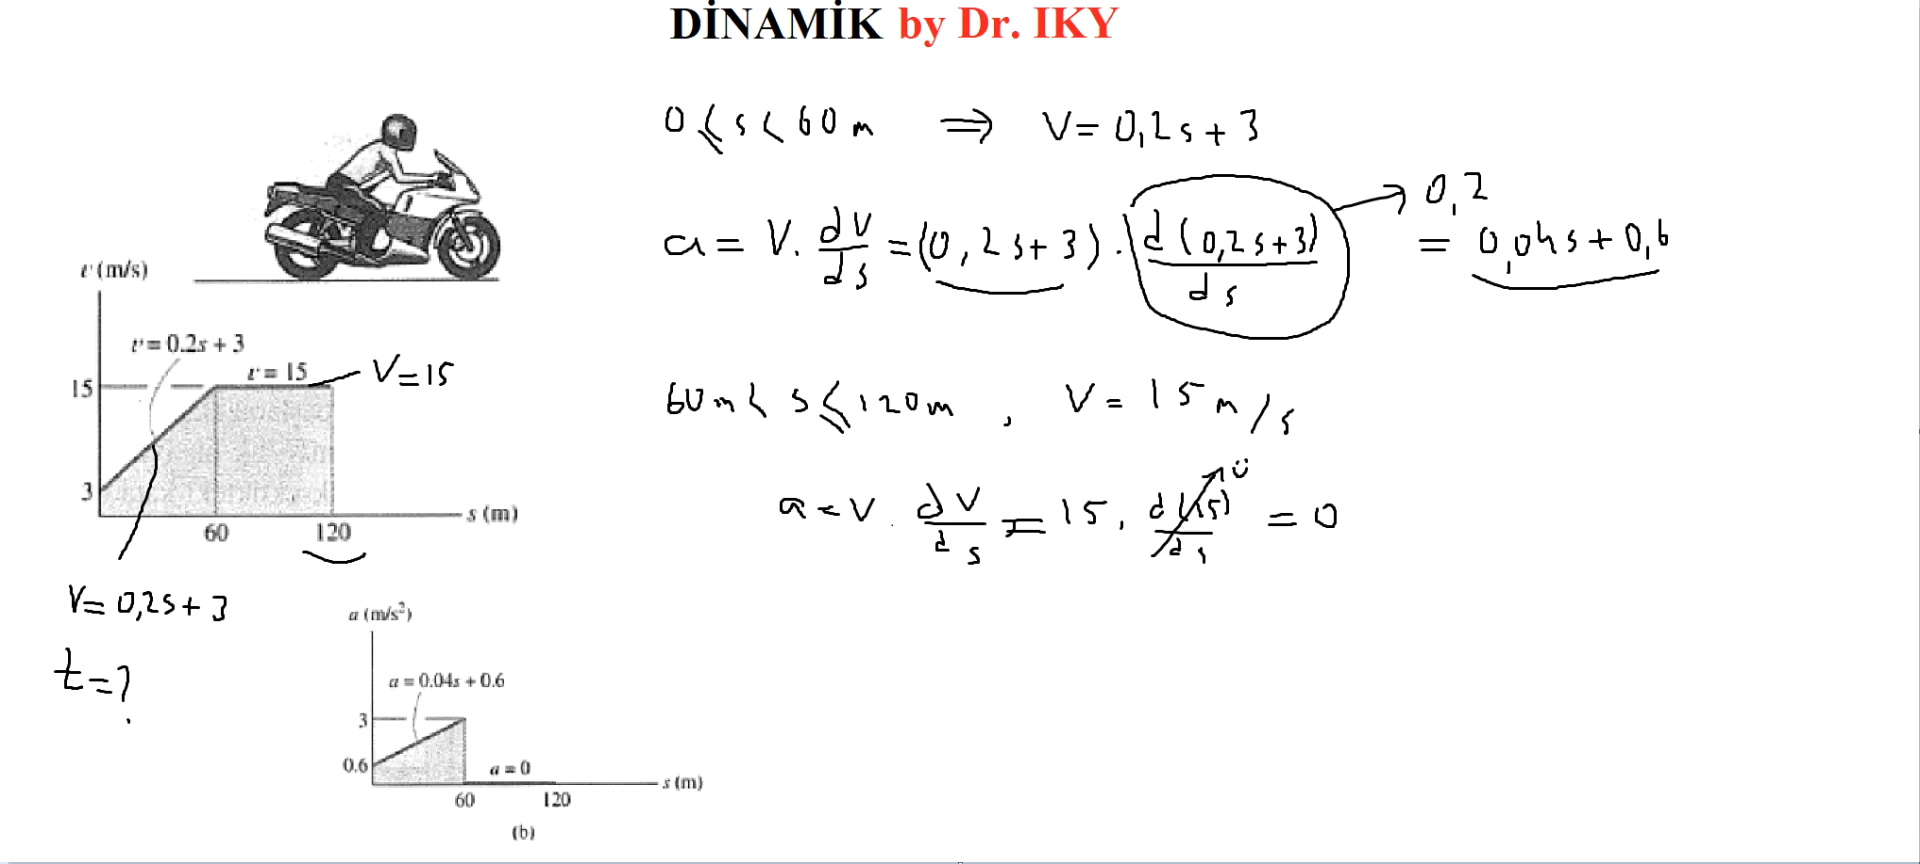 DİNAMİK by Dr. IKY
0 ⩽ s < 60 m ⇒ V = 0,2s + 3
a = V. dV/ds = (0,2s+3) . d(0,2s+3)/ds → 0,2 = 0,04s + 0,6
60m < s ⩽ 120m , V = 15 m/s
a = V . dV/ds = 15 . d(15)/ds → 0 = 0
v (m/s)
v = 0.2s + 3
v = 15
V=15
15
3
60
120
s (m)
V= 0,2s+3
t=?
a (m/s²)
a = 0.04s + 0.6
3
0.6
a = 0
60
120
s (m)
(b)